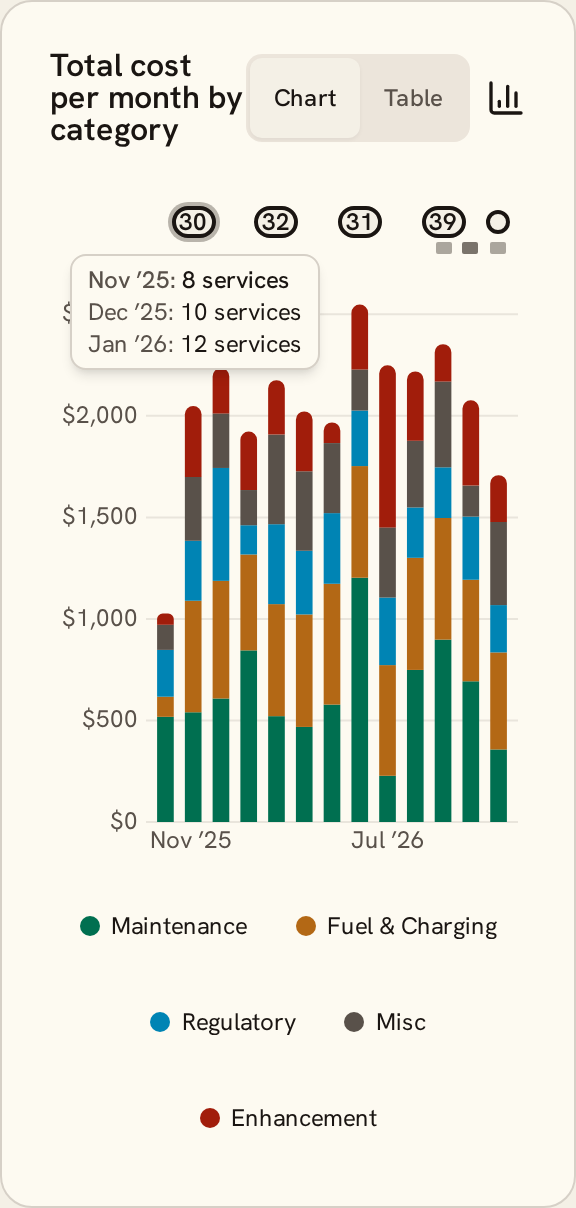 Total cost
per month by
category
Chart
Table
30
32
31
39
Nov ’25: 8 services
Dec ’25: 10 services
Jan ’26: 12 services
$2,000
$1,500
$1,000
$500
$0
Nov ’25
Jul ’26
Maintenance
Fuel & Charging
Regulatory
Misc
Enhancement